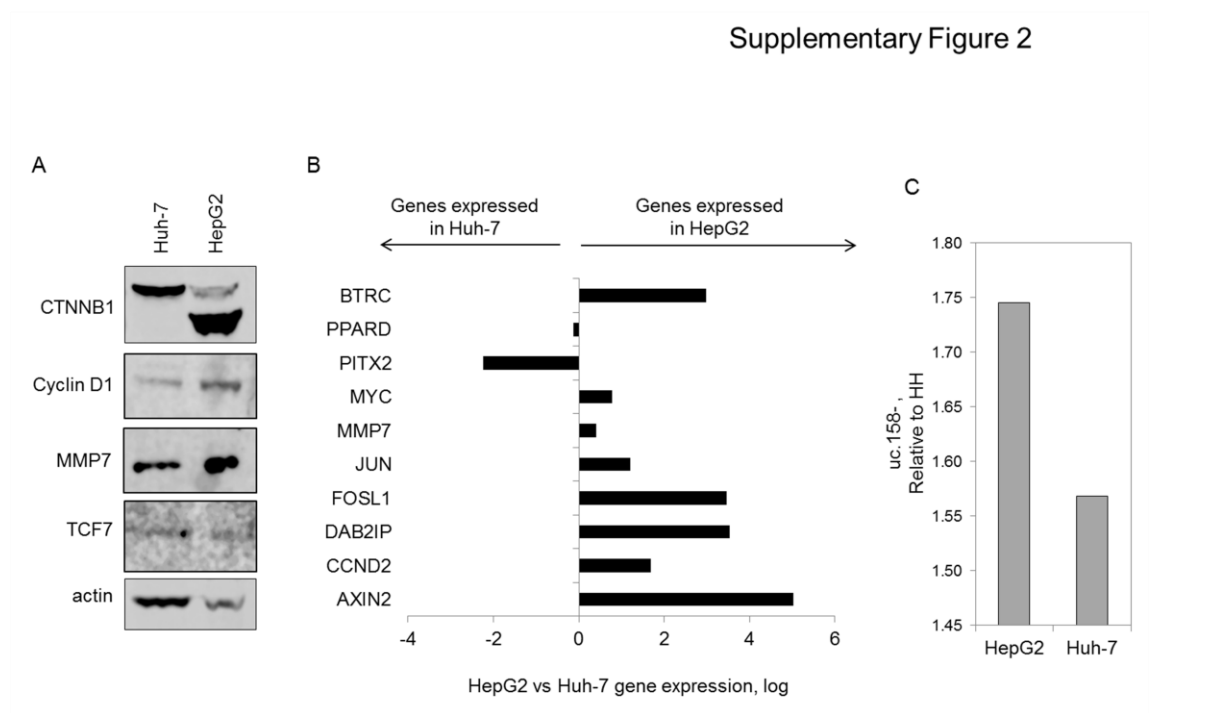 Supplementary Figure 2
A
Huh-7
HepG2
CTNNB1
Cyclin D1
MMP7
TCF7
actin
B
Genes expressed
in Huh-7
Genes expressed
in HepG2
BTRC
PPARD
PITX2
MYC
MMP7
JUN
FOSL1
DAB2IP
CCND2
AXIN2
-4 -2 0 2 4 6
HepG2 vs Huh-7 gene expression, log
C
uc.158- ,
Relative to HH
1.80
1.75
1.70
1.65
1.60
1.55
1.50
1.45
HepG2 Huh-7